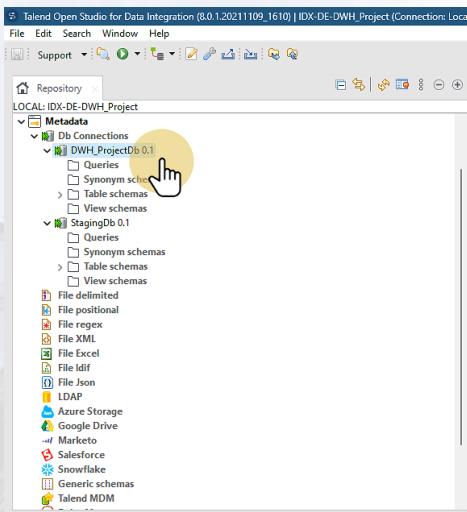 Talend Open Studio for Data Integration (8.0.1.20211109_1610) | IDX-DE-DWH_Project (Connection: Loca
File Edit Search Window Help
Support
Repository
LOCAL: IDX-DE-DWH_Project
Metadata
Db Connections
DWH_ProjectDb 0.1
Queries
Synonym schemas
Table schemas
View schemas
StagingDb 0.1
Queries
Synonym schemas
Table schemas
View schemas
File delimited
File positional
File regex
File XML
File Excel
File ldif
File Json
LDAP
Azure Storage
Google Drive
Marketo
Salesforce
Snowflake
Generic schemas
Talend MDM